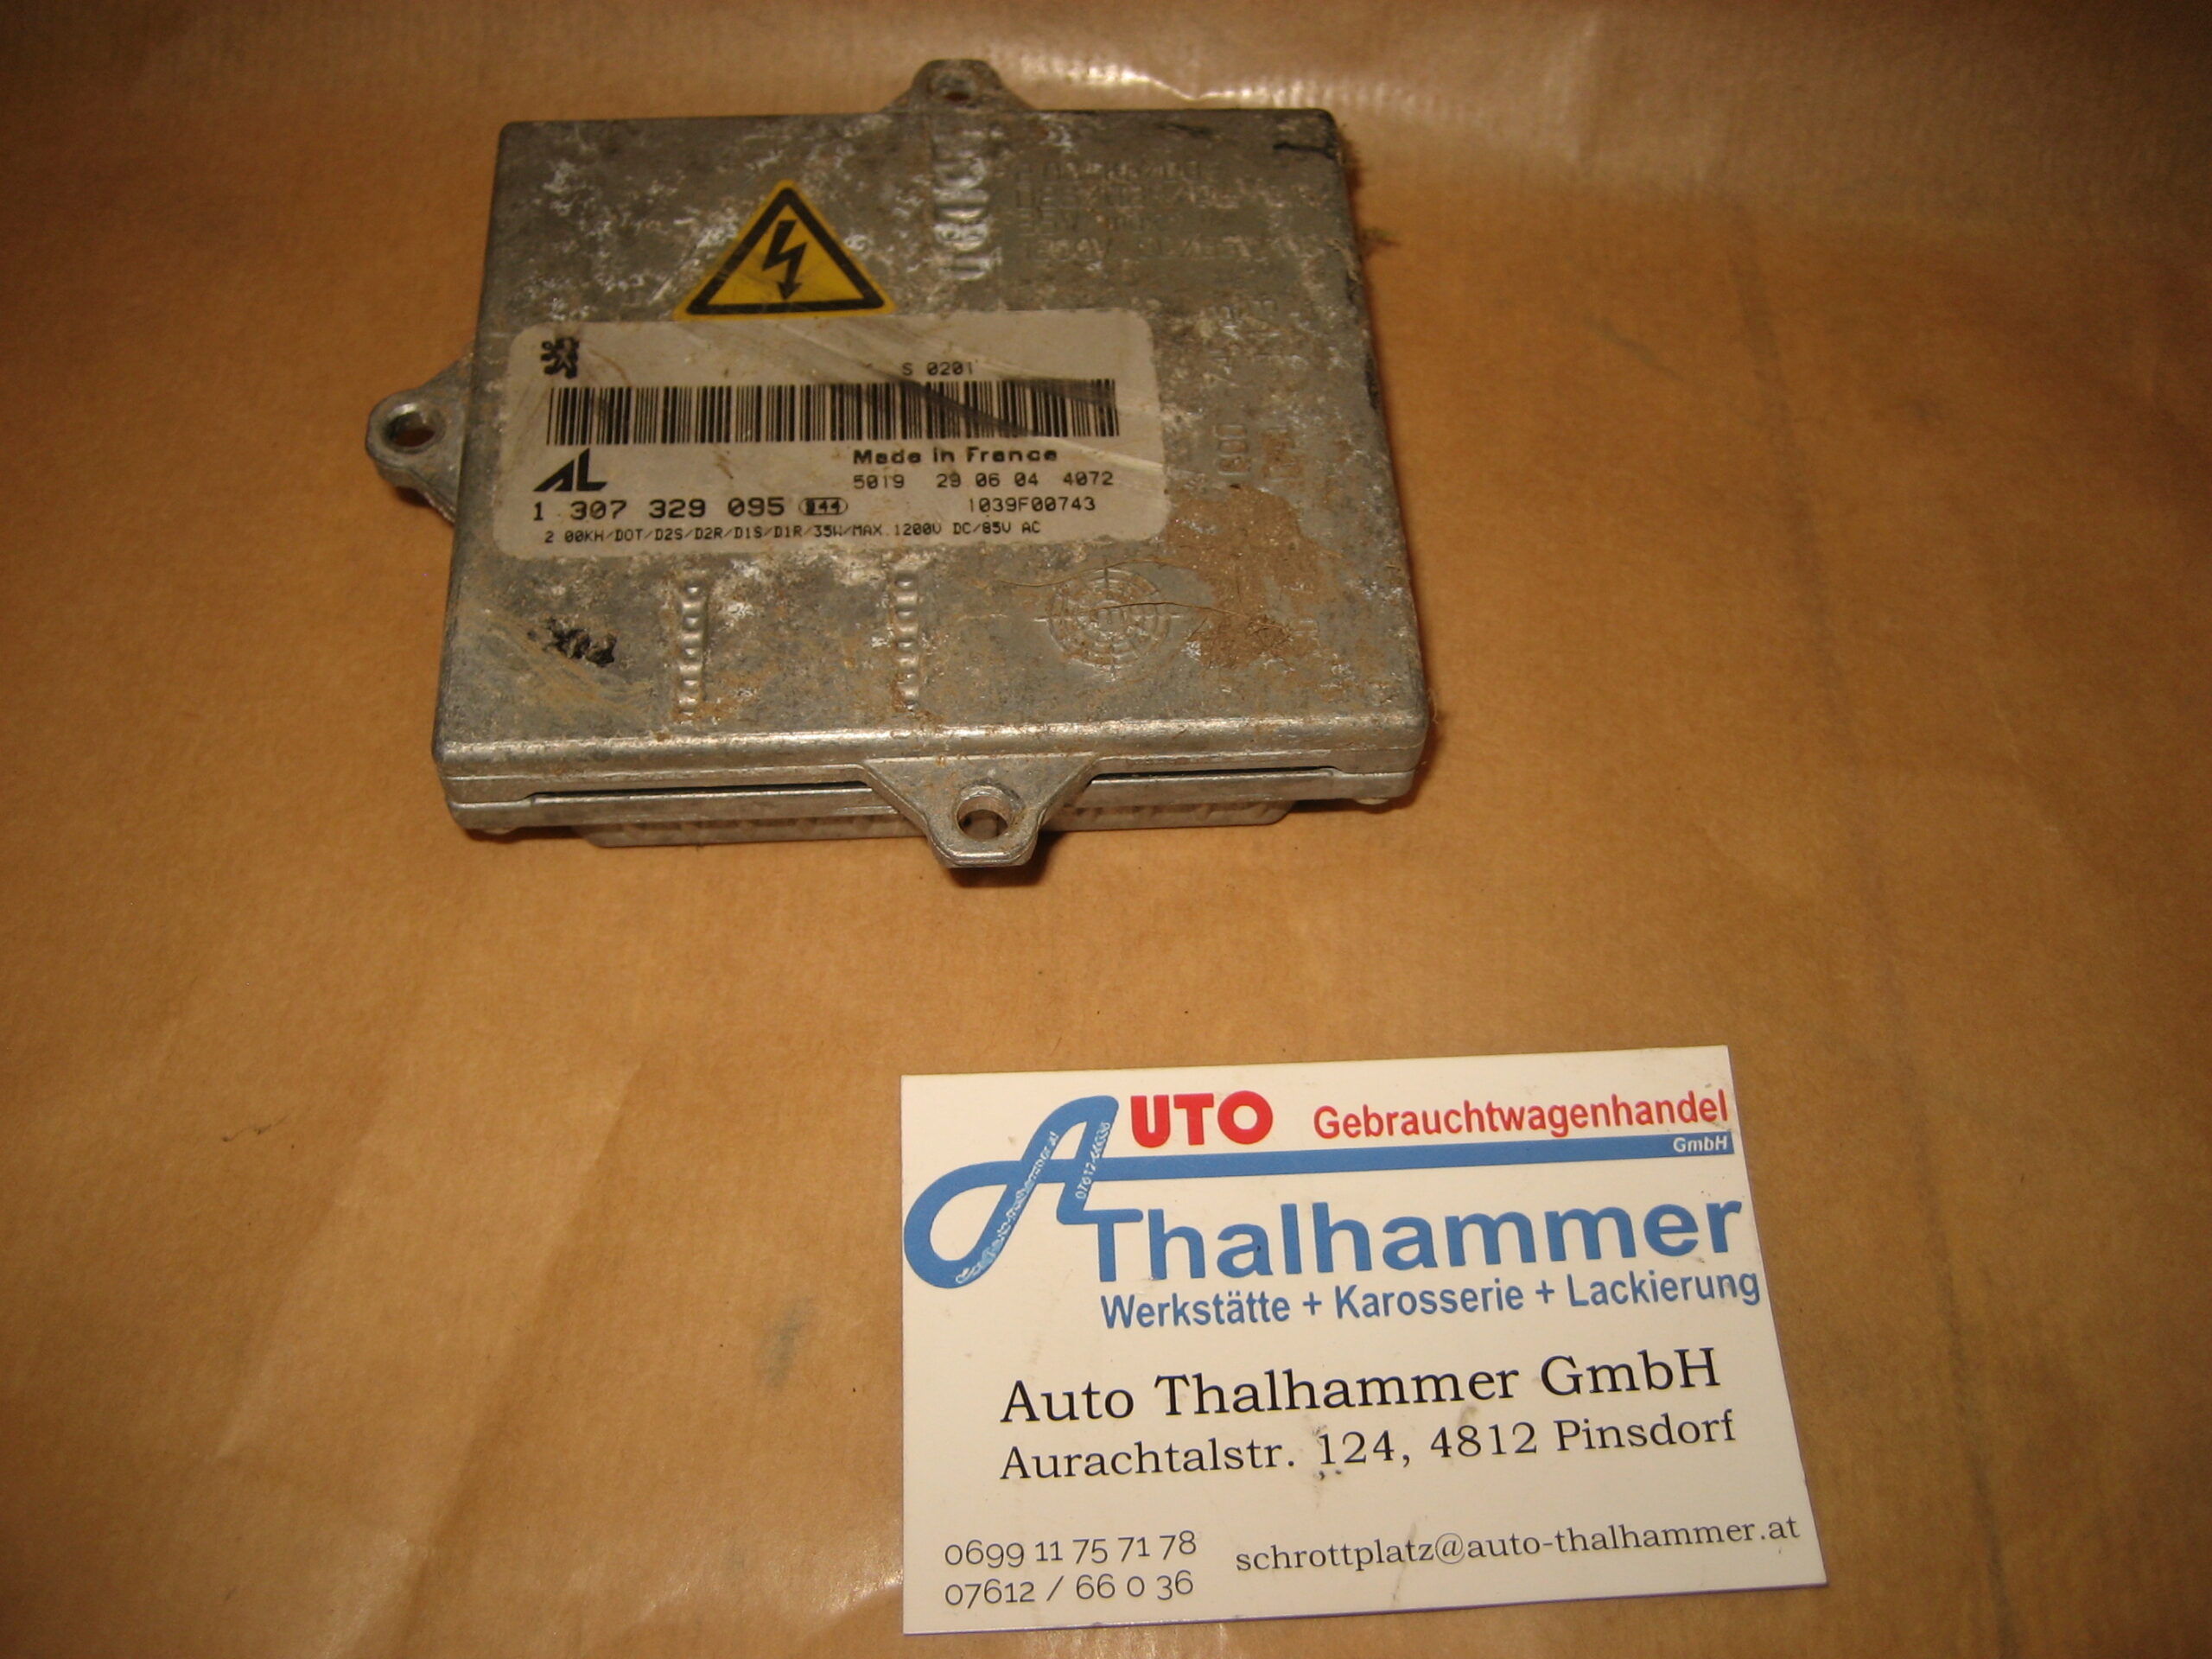 S 0201
AL
Made in France
5019 29 06 04 4072
1 307 329 095 1039F00743
2 00KH/DOT/D2S/D2R/D1S/D1R/35W/MAX.1200V DC/85V AC
AUTO Gebrauchtwagenhandel
GmbH
Thalhammer
Werkstätte + Karosserie + Lackierung
Auto Thalhammer GmbH
Aurachtalstr. 124, 4812 Pinsdorf
0699 11 75 71 78 schrottplatz@auto-thalhammer.at
07612 / 66 0 36